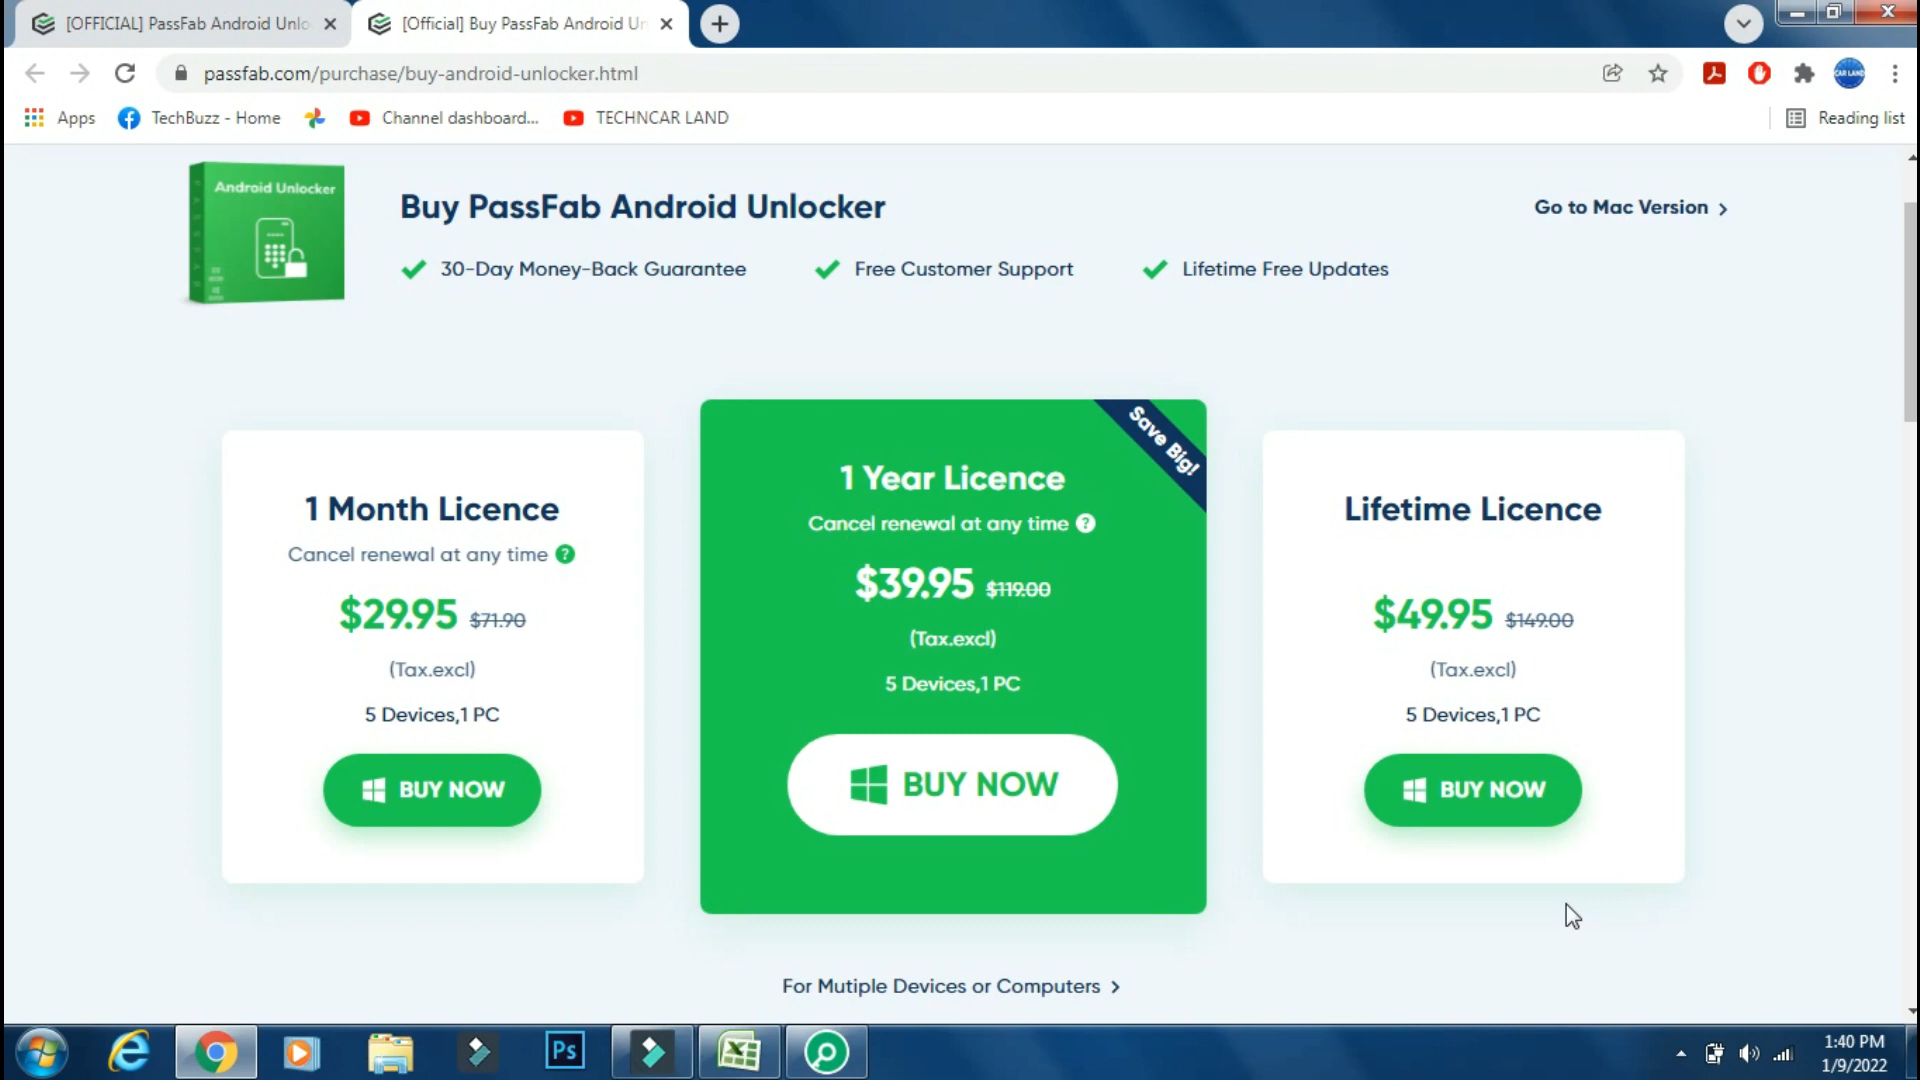 [OFFICIAL] PassFab Android Unlo
[Official] Buy PassFab Android Un
passfab.com/purchase/buy-android-unlocker.html
CAR LAND
Apps
TechBuzz - Home
Channel dashboard...
TECHNCAR LAND
Reading list
Android Unlocker
Buy PassFab Android Unlocker
Go to Mac Version >
30-Day Money-Back Guarantee
Free Customer Support
Lifetime Free Updates
1 Month Licence
Cancel renewal at any time ?
$29.95 $71.90
(Tax.excl)
5 Devices,1 PC
BUY NOW
Save Big!
1 Year Licence
Cancel renewal at any time ?
$39.95 $119.00
(Tax.excl)
5 Devices,1 PC
BUY NOW
Lifetime Licence
$49.95 $149.00
(Tax.excl)
5 Devices,1 PC
BUY NOW
For Mutiple Devices or Computers >
Ps
1:40 PM
1/9/2022